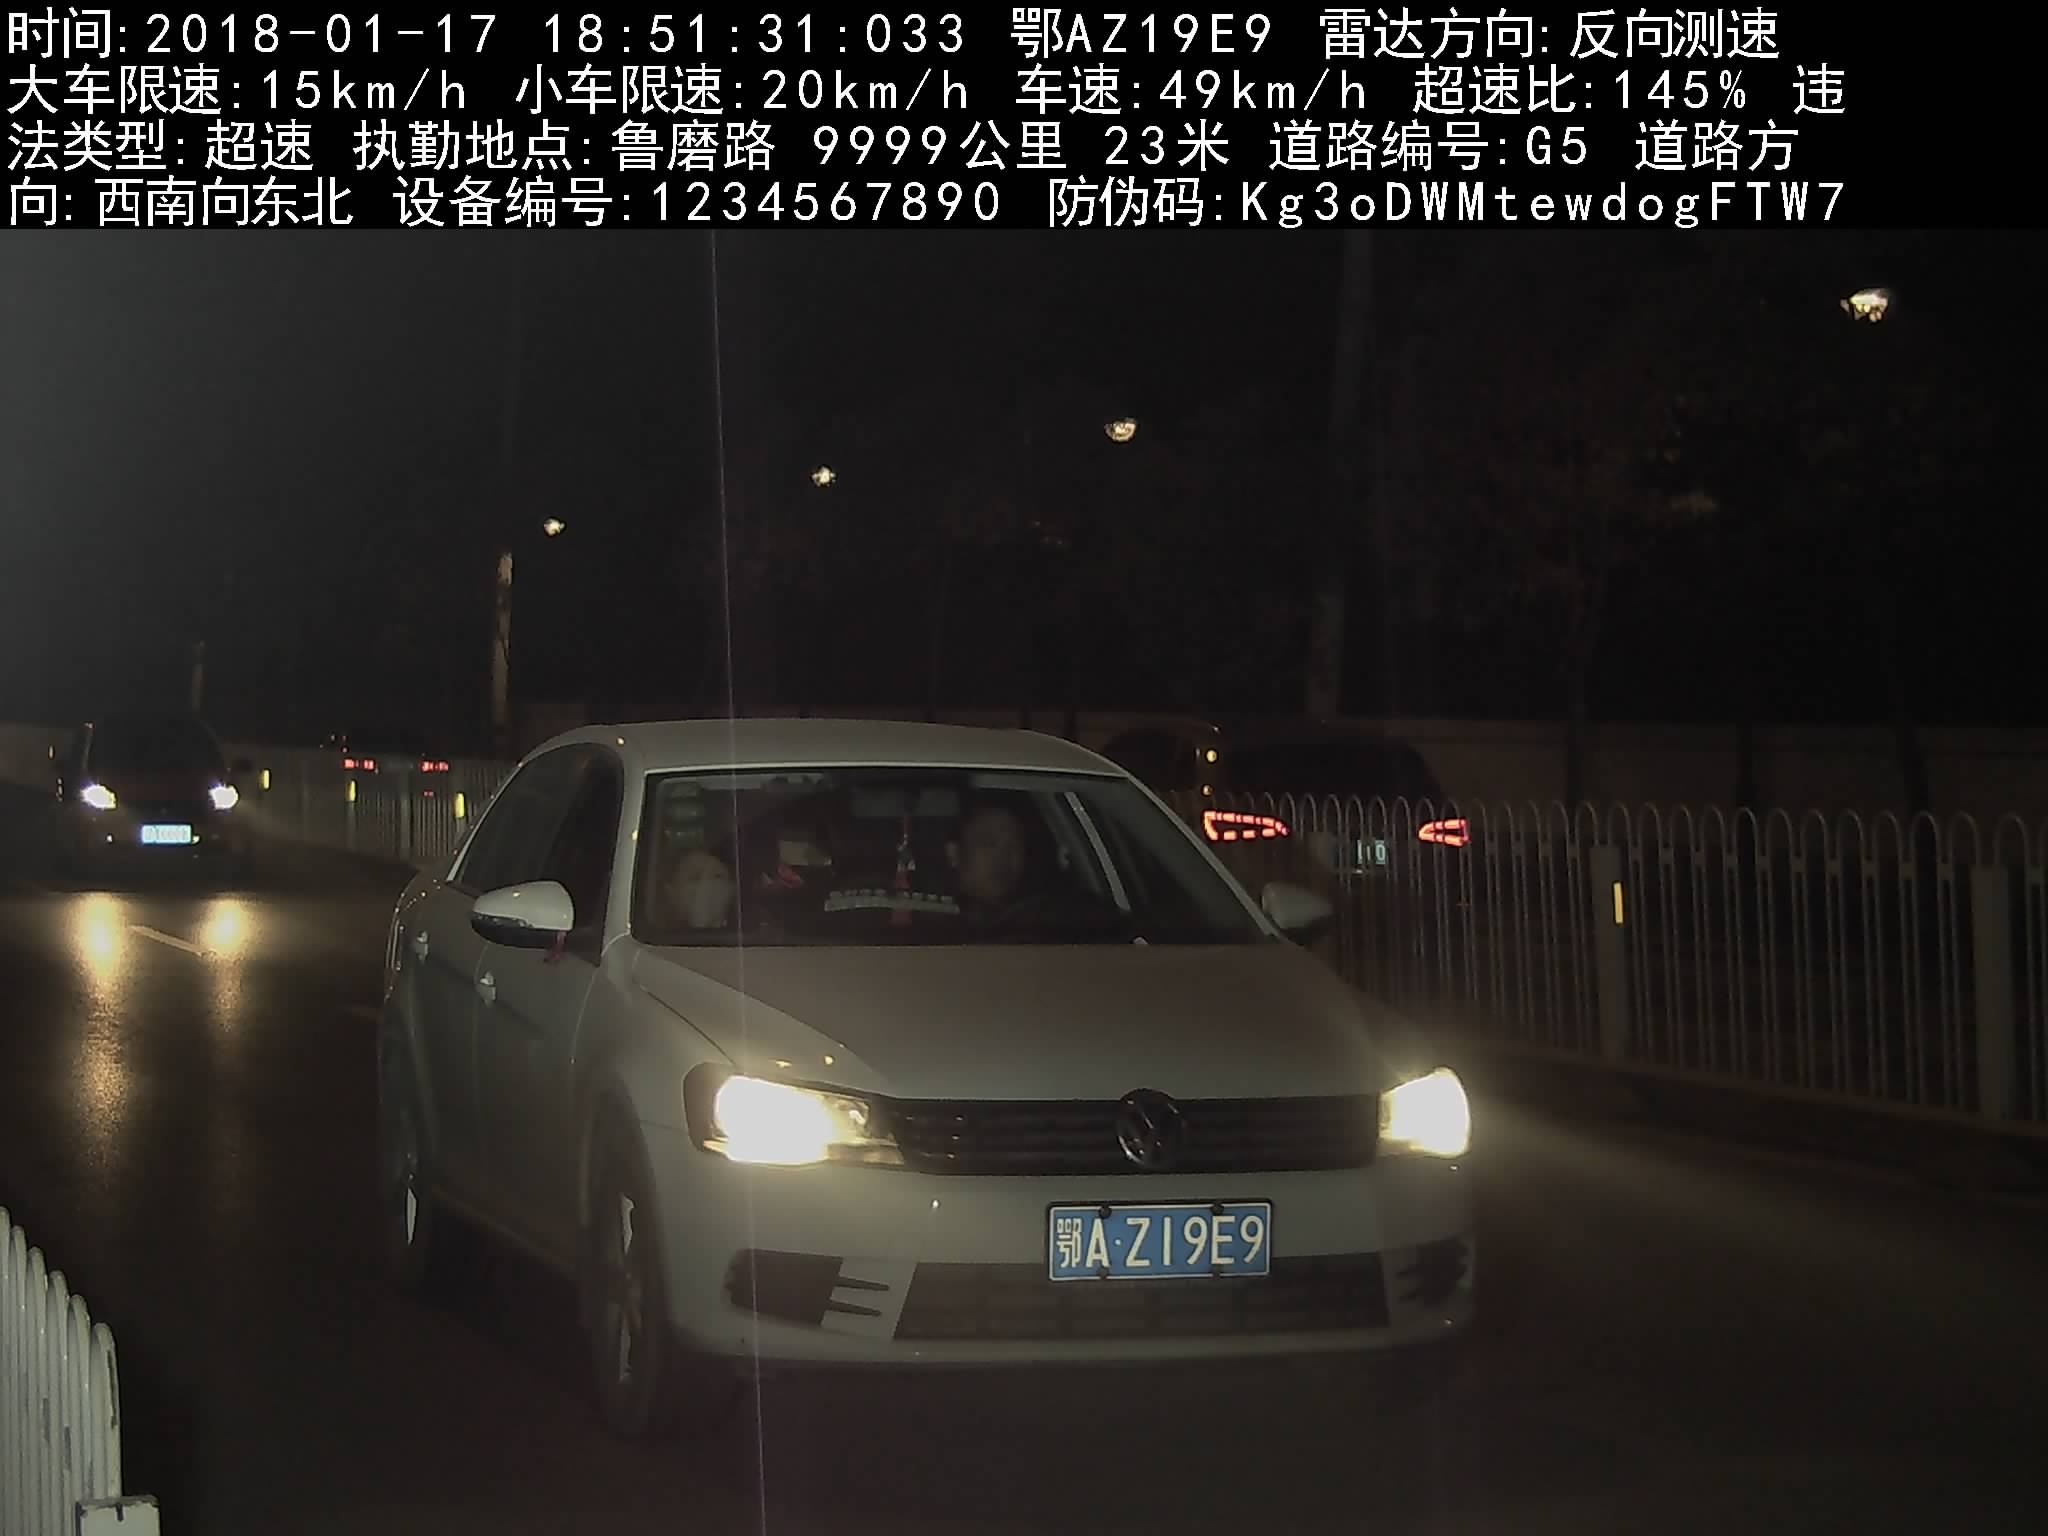 时间:2018-01-17 18:51:31:033 鄂AZ19E9 雷达方向:反向测速
大车限速:15km/h 小车限速:20km/h 车速:49km/h 超速比:145% 违
法类型:超速 执勤地点:鲁磨路 9999公里 23米 道路编号:G5 道路方
向:西南向东北 设备编号:1234567890 防伪码:Kg3oDWMtewdogFTW7
鄂A·Z19E9